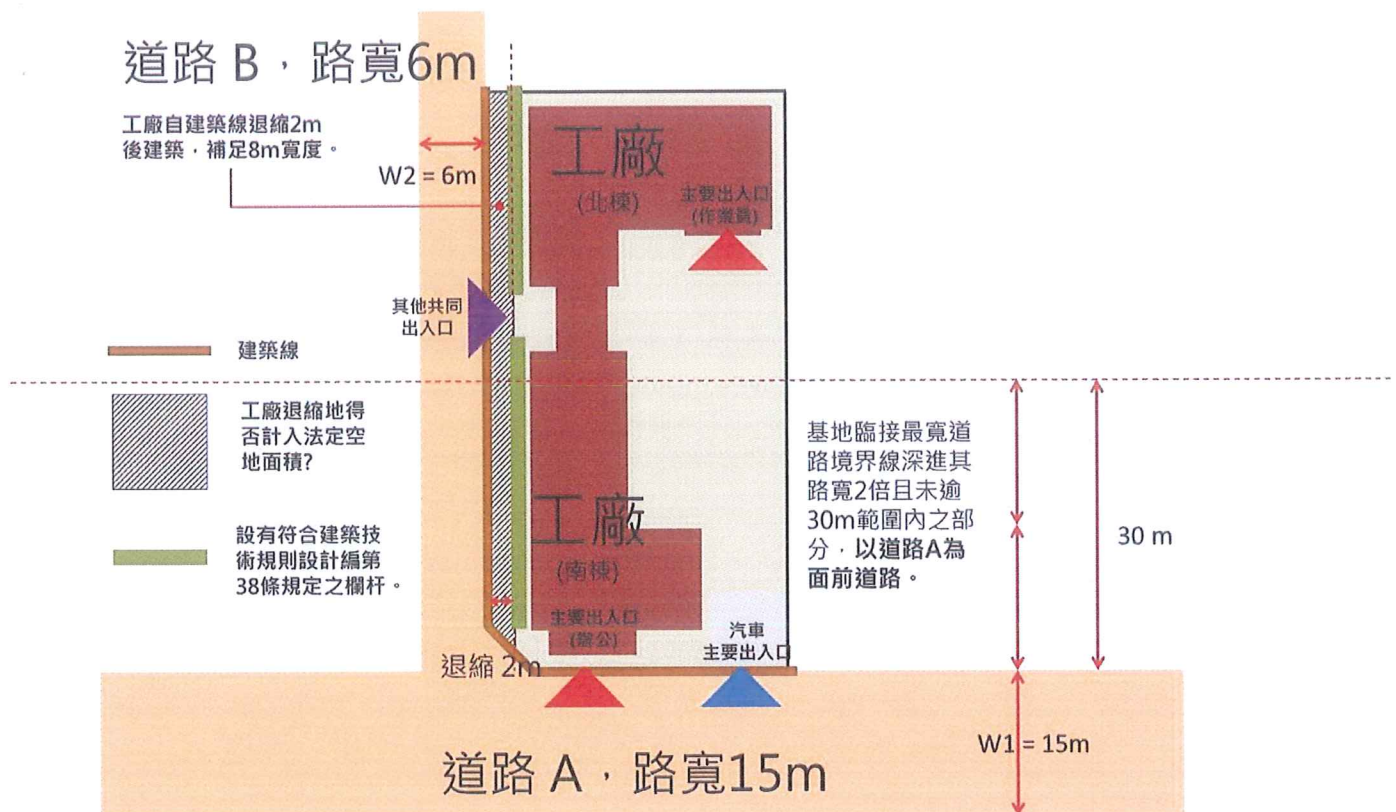 道路 B，路寬6m
工廠自建築線退縮2m
後建築，補足8m寬度。
W2 = 6m
工廠
(北棟)
主要出入口
(作業員)
其他共同
出入口
建築線
工廠退縮地得
否計入法定空
地面積?
設有符合建築技
術規則設計編第
38條規定之欄杆。
基地臨接最寬道
路境界線深進其
路寬2倍且未逾
30m範圍內之部
分，以道路A為
面前道路。
30 m
工廠
(南棟)
主要出入口
(辦公)
汽車
主要出入口
退縮 2m
W1 = 15m
道路 A，路寬15m